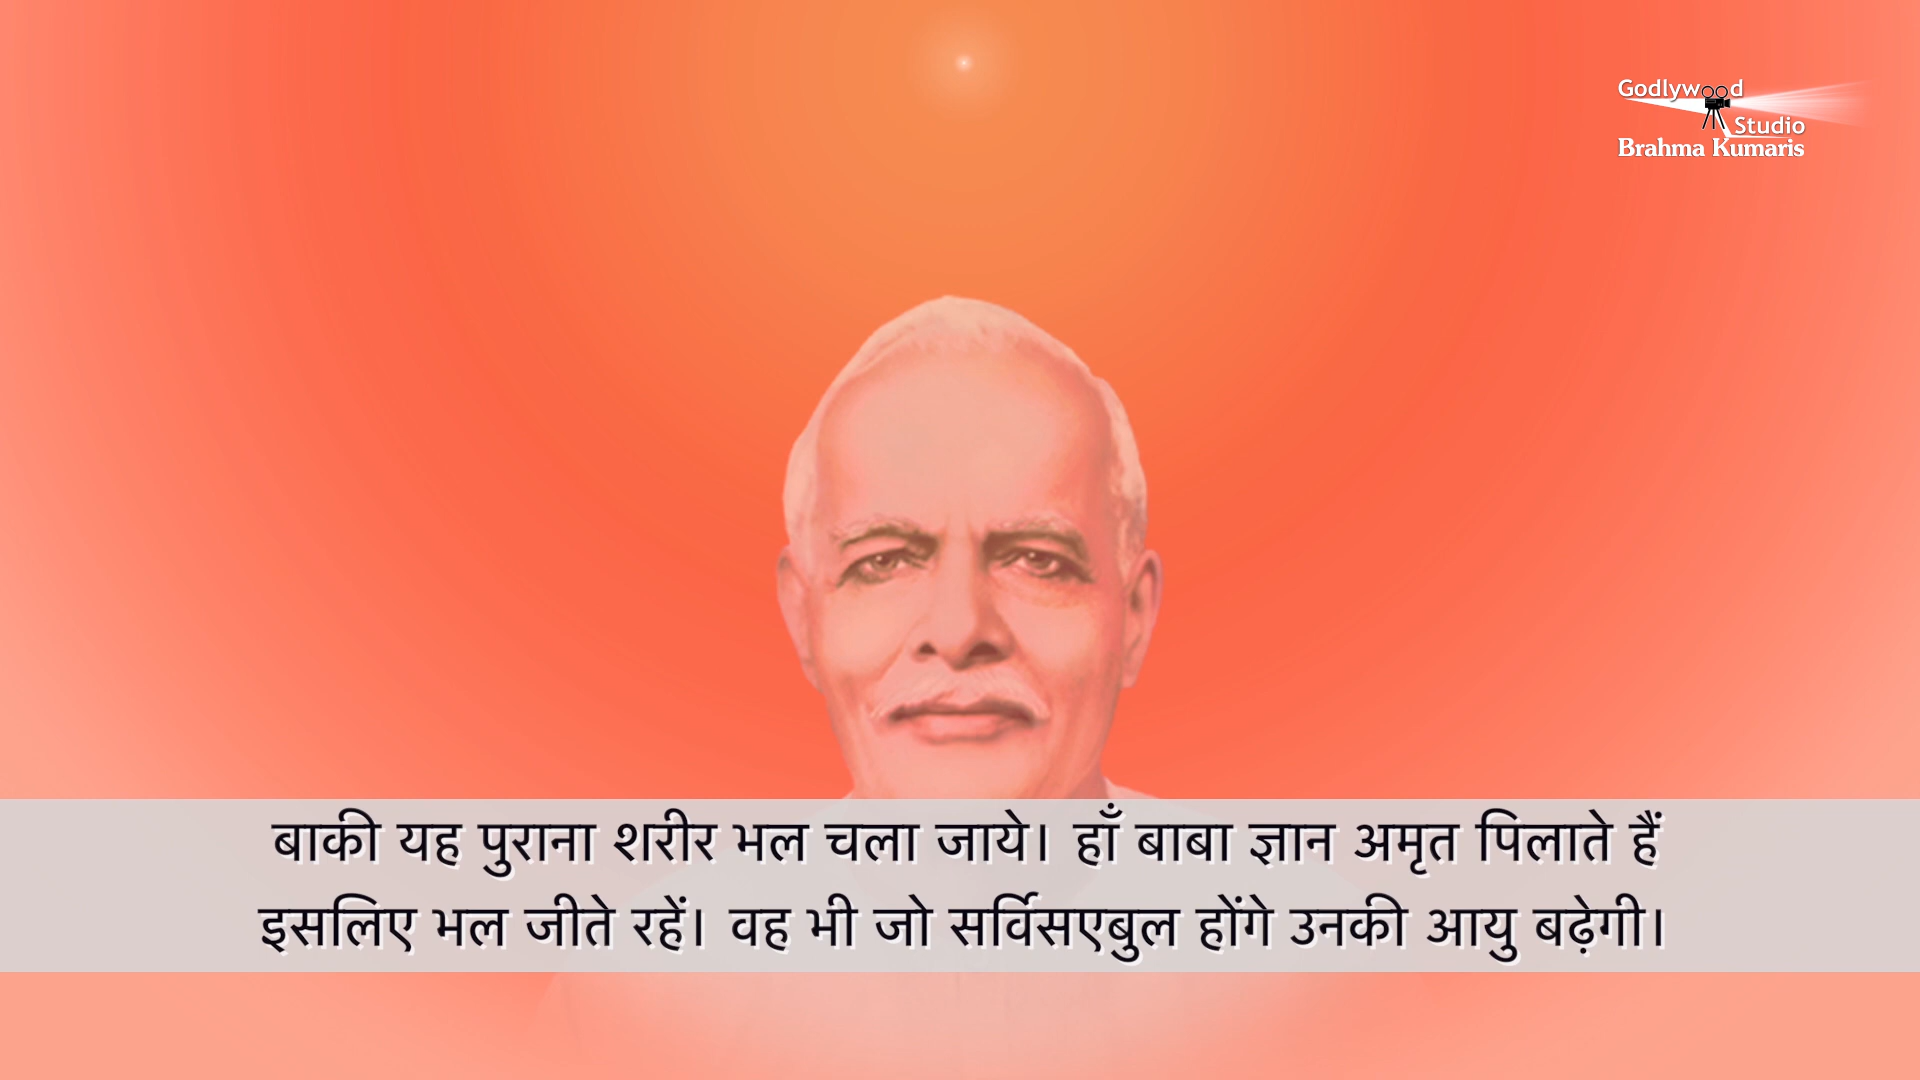 Godlywood
Studio
Brahma Kumaris
बाकी यह पुराना शरीर भल चला जाये। हाँ बाबा ज्ञान अमृत पिलाते हैं
इसलिए भल जीते रहें। वह भी जो सर्विसएबुल होंगे उनकी आयु बढ़ेगी।